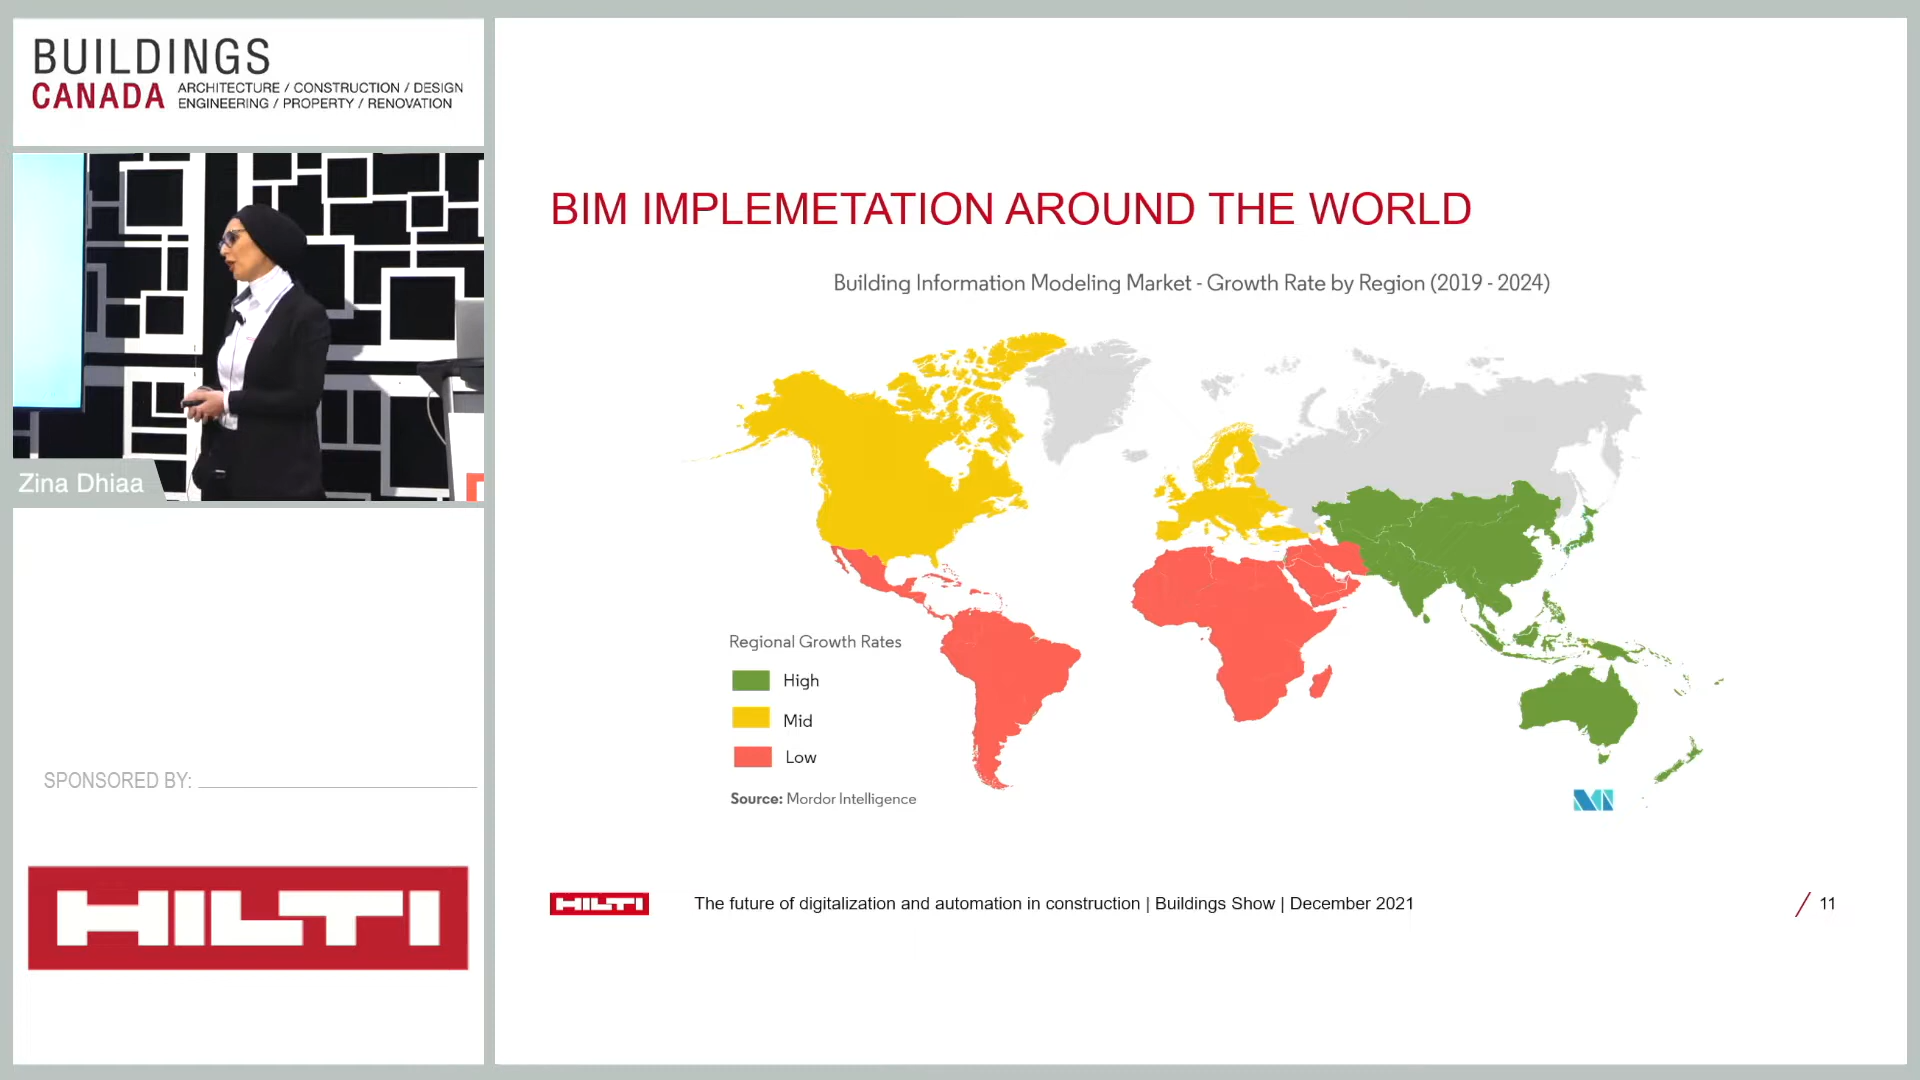 BUILDINGS
CANADA
ARCHITECTURE / CONSTRUCTION / DESIGN
ENGINEERING / PROPERTY / RENOVATION
Zina Dhiaa
SPONSORED BY:
HILTI
BIM IMPLEMETATION AROUND THE WORLD
Building Information Modeling Market - Growth Rate by Region (2019 - 2024)
Regional Growth Rates
High
Mid
Low
Source: Mordor Intelligence
HILTI
The future of digitalization and automation in construction | Buildings Show | December 2021
/ 11